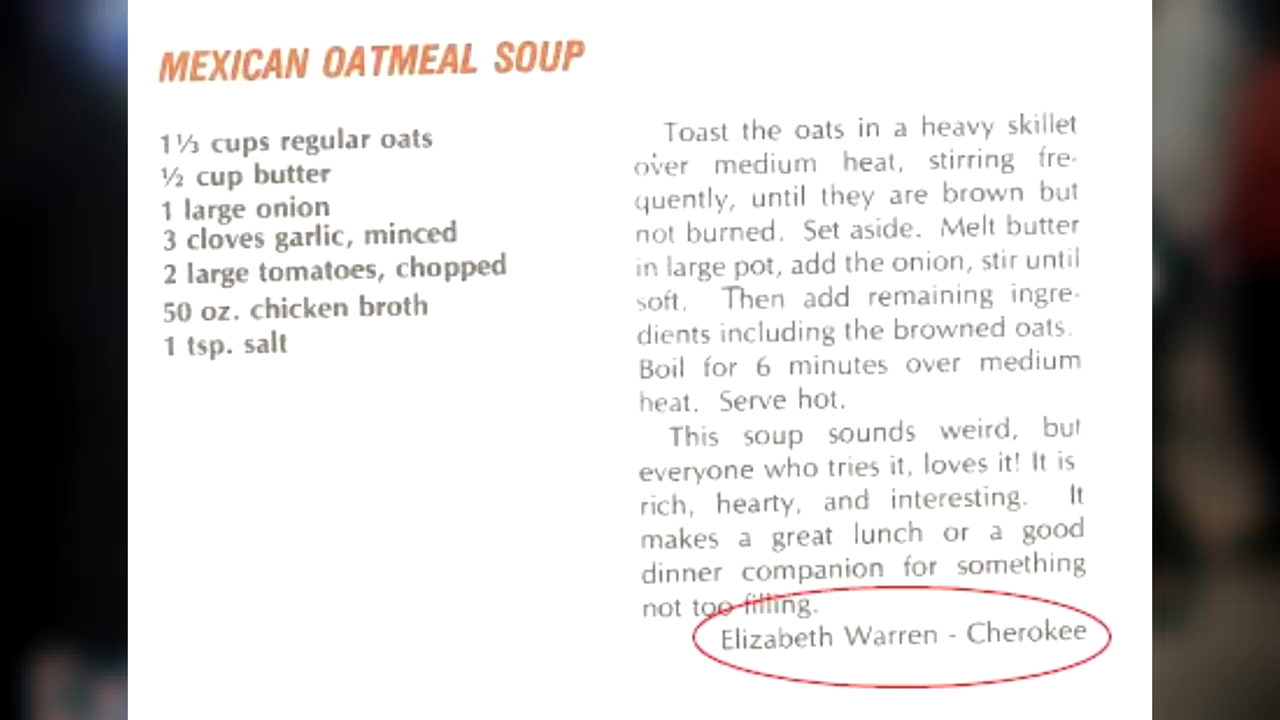 MEXICAN OATMEAL SOUP
1⅓ cups regular oats
½ cup butter
1 large onion
3 cloves garlic, minced
2 large tomatoes, chopped
50 oz. chicken broth
1 tsp. salt
Toast the oats in a heavy skillet
over medium heat, stirring fre-
quently, until they are brown but
not burned. Set aside. Melt butter
in large pot, add the onion, stir until
soft. Then add remaining ingre-
dients including the browned oats.
Boil for 6 minutes over medium
heat. Serve hot.
This soup sounds weird, but
everyone who tries it, loves it! It is
rich, hearty, and interesting. It
makes a great lunch or a good
dinner companion for something
not too filling.
Elizabeth Warren - Cherokee